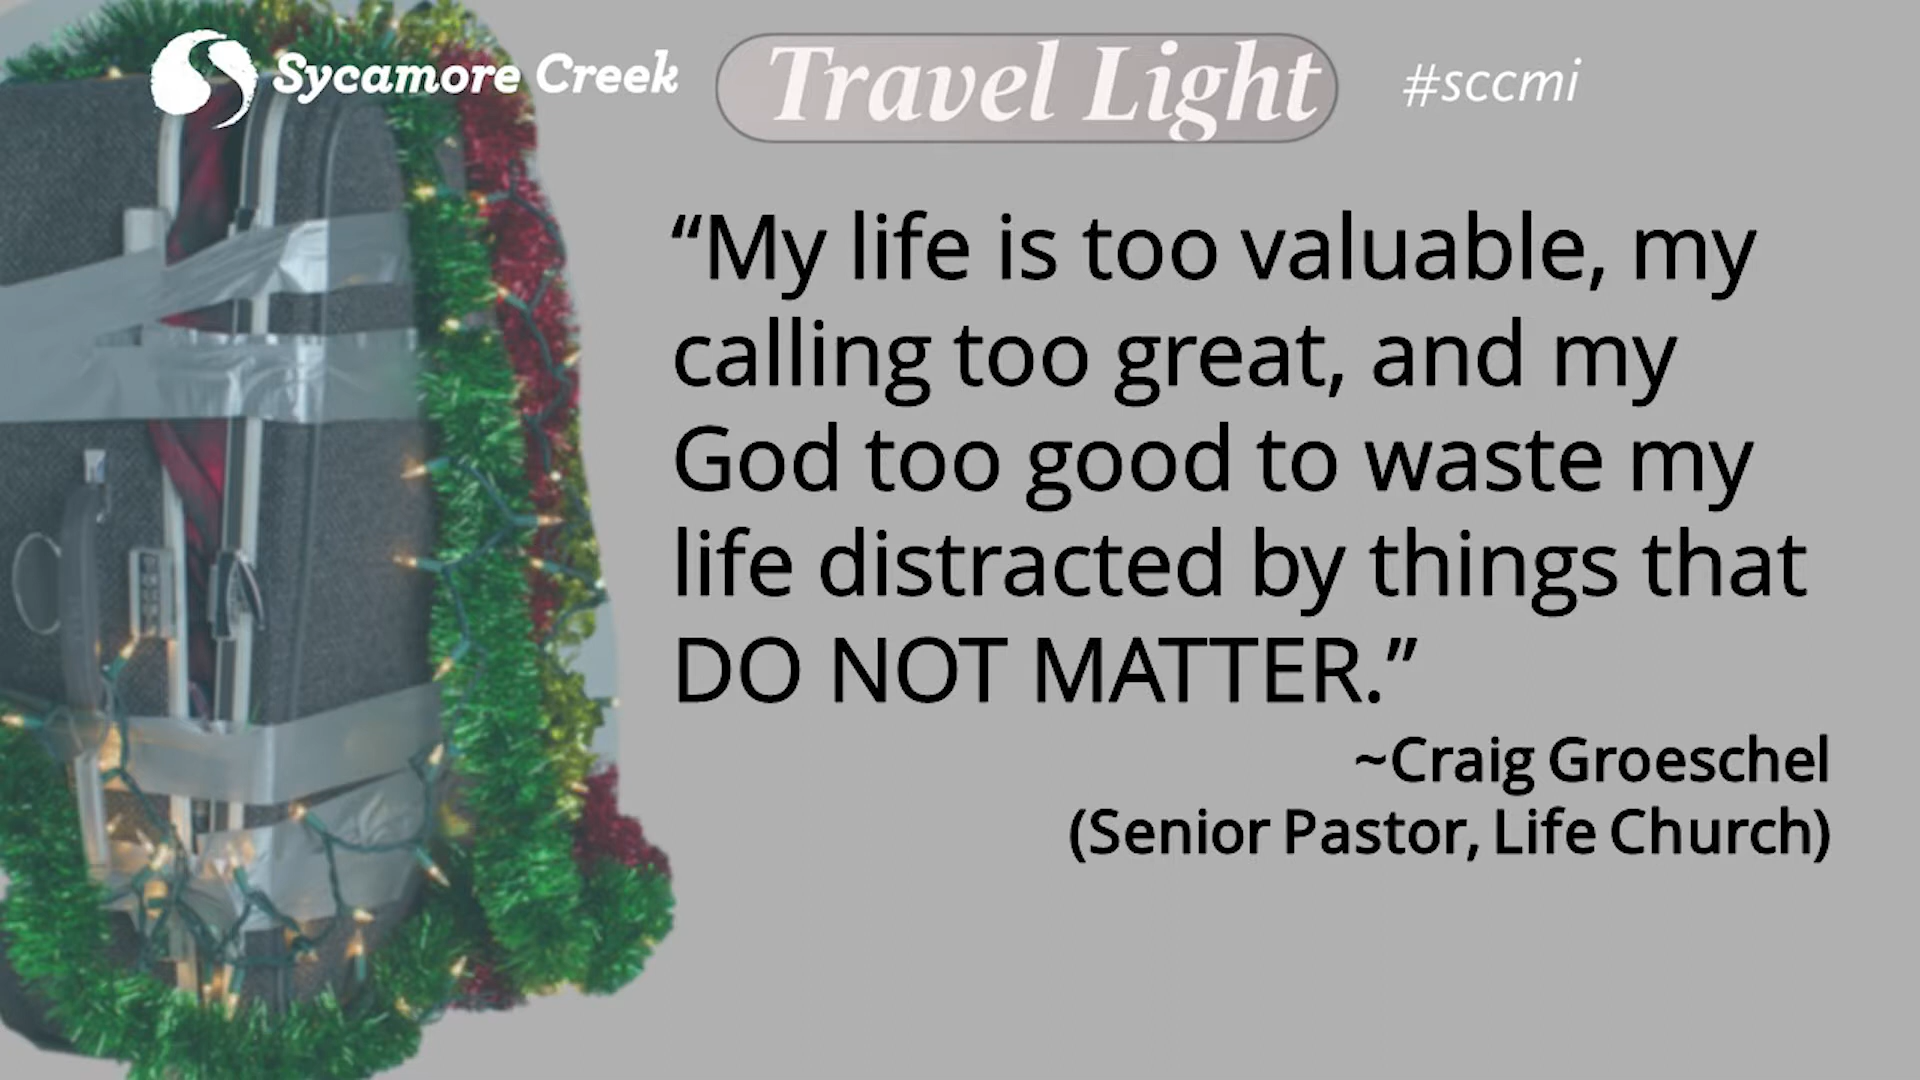 Sycamore Creek
Travel Light
#sccmi
“My life is too valuable, my
calling too great, and my
God too good to waste my
life distracted by things that
DO NOT MATTER.”
~Craig Groeschel
(Senior Pastor, Life Church)